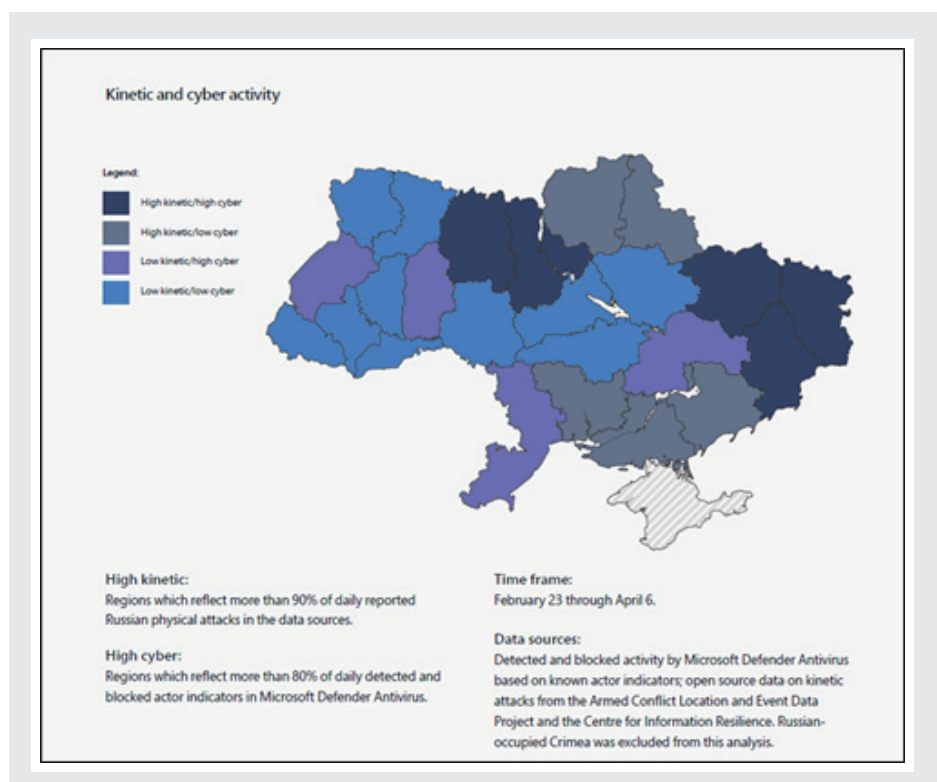 Kinetic and cyber activity
Legend:
High kinetic/high cyber
High kinetic/low cyber
Low kinetic/high cyber
Low kinetic/low cyber
High kinetic:
Regions which reflect more than 90% of daily reported
Russian physical attacks in the data sources.
High cyber:
Regions which reflect more than 80% of daily detected and
blocked actor indicators in Microsoft Defender Antivirus.
Time frame:
February 23 through April 6.
Data sources:
Detected and blocked activity by Microsoft Defender Antivirus
based on known actor indicators; open source data on kinetic
attacks from the Armed Conflict Location and Event Data
Project and the Centre for Information Resilience. Russian-
occupied Crimea was excluded from this analysis.